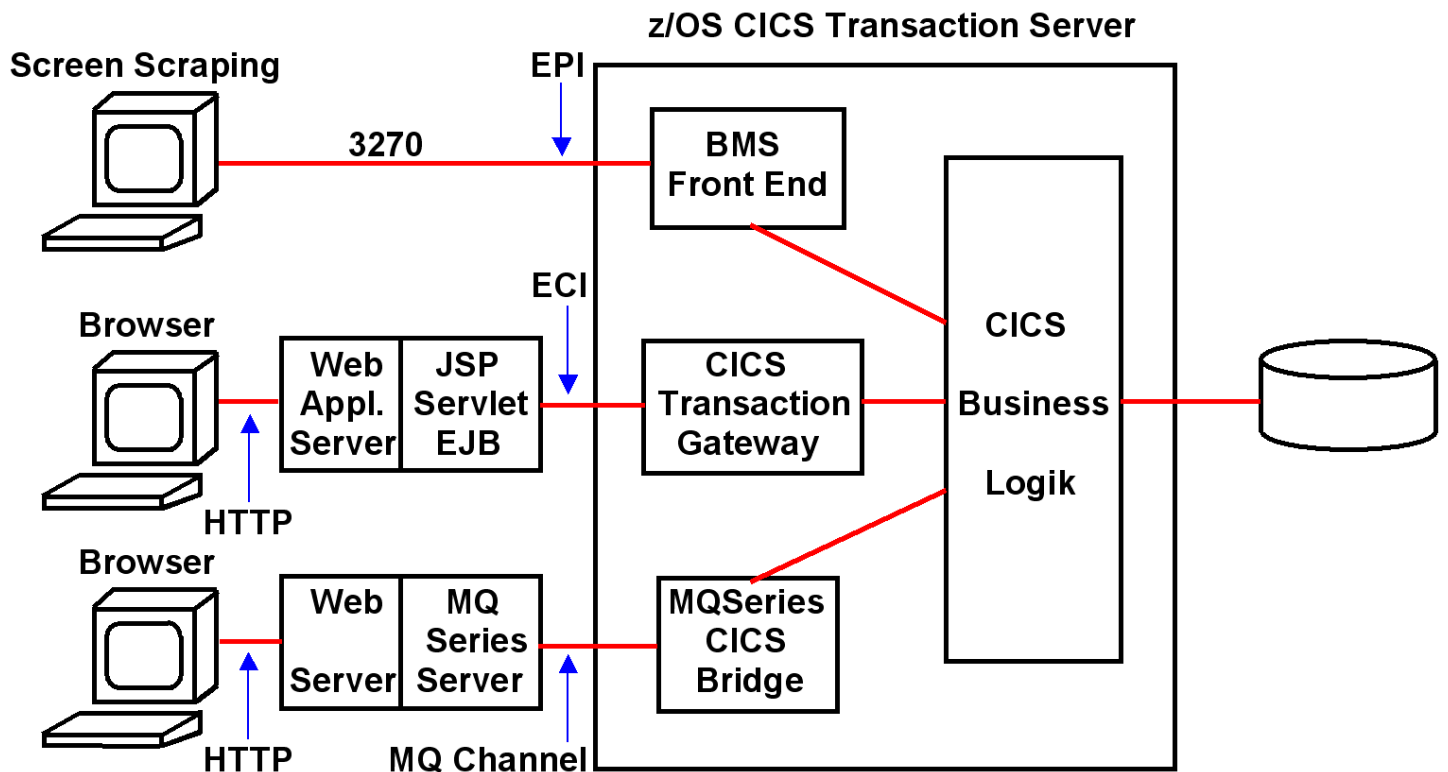 z/OS CICS Transaction Server
Screen Scraping
EPI
3270
BMS
Front End
ECI
Browser
Web
Appl.
Server
JSP
Servlet
EJB
HTTP
CICS
Transaction
Gateway
CICS
Business
Logik
Browser
Web
Server
MQ
Series
Server
HTTP
MQ Channel
MQSeries
CICS
Bridge